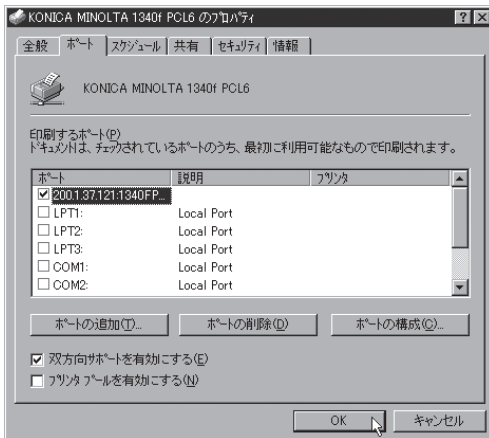 KONICA MINOLTA 1340f PCL6 のプロパティ
全般 ポート スケジュール 共有 セキュリティ 情報
KONICA MINOLTA 1340f PCL6
印刷するポート(P)
ドキュメントは、チェックされているポートのうち、最初に利用可能なもので印刷されます。
ポート 説明 プリンタ
200.1.37.121:1340FP...
LPT1: Local Port
LPT2: Local Port
LPT3: Local Port
COM1: Local Port
COM2: Local Port
ポートの追加(T)... ポートの削除(D) ポートの構成(C)...
双方向サポートを有効にする(E)
プリンタ プールを有効にする(N)
OK キャンセル